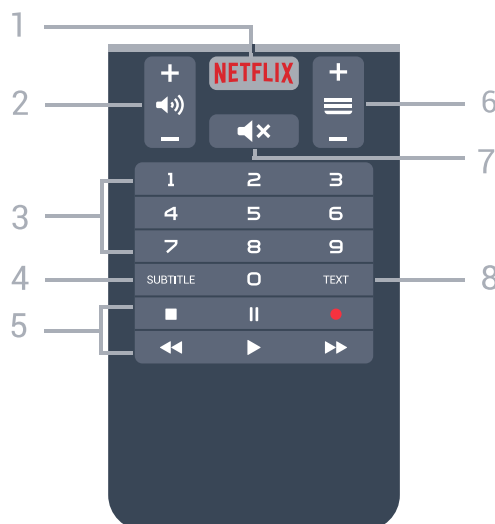 1
NETFLIX
+ +
2 6
- -
7
1 2 3
3 4 5 6
7 8 9
4 SUBTITLE 0 TEXT 8
5